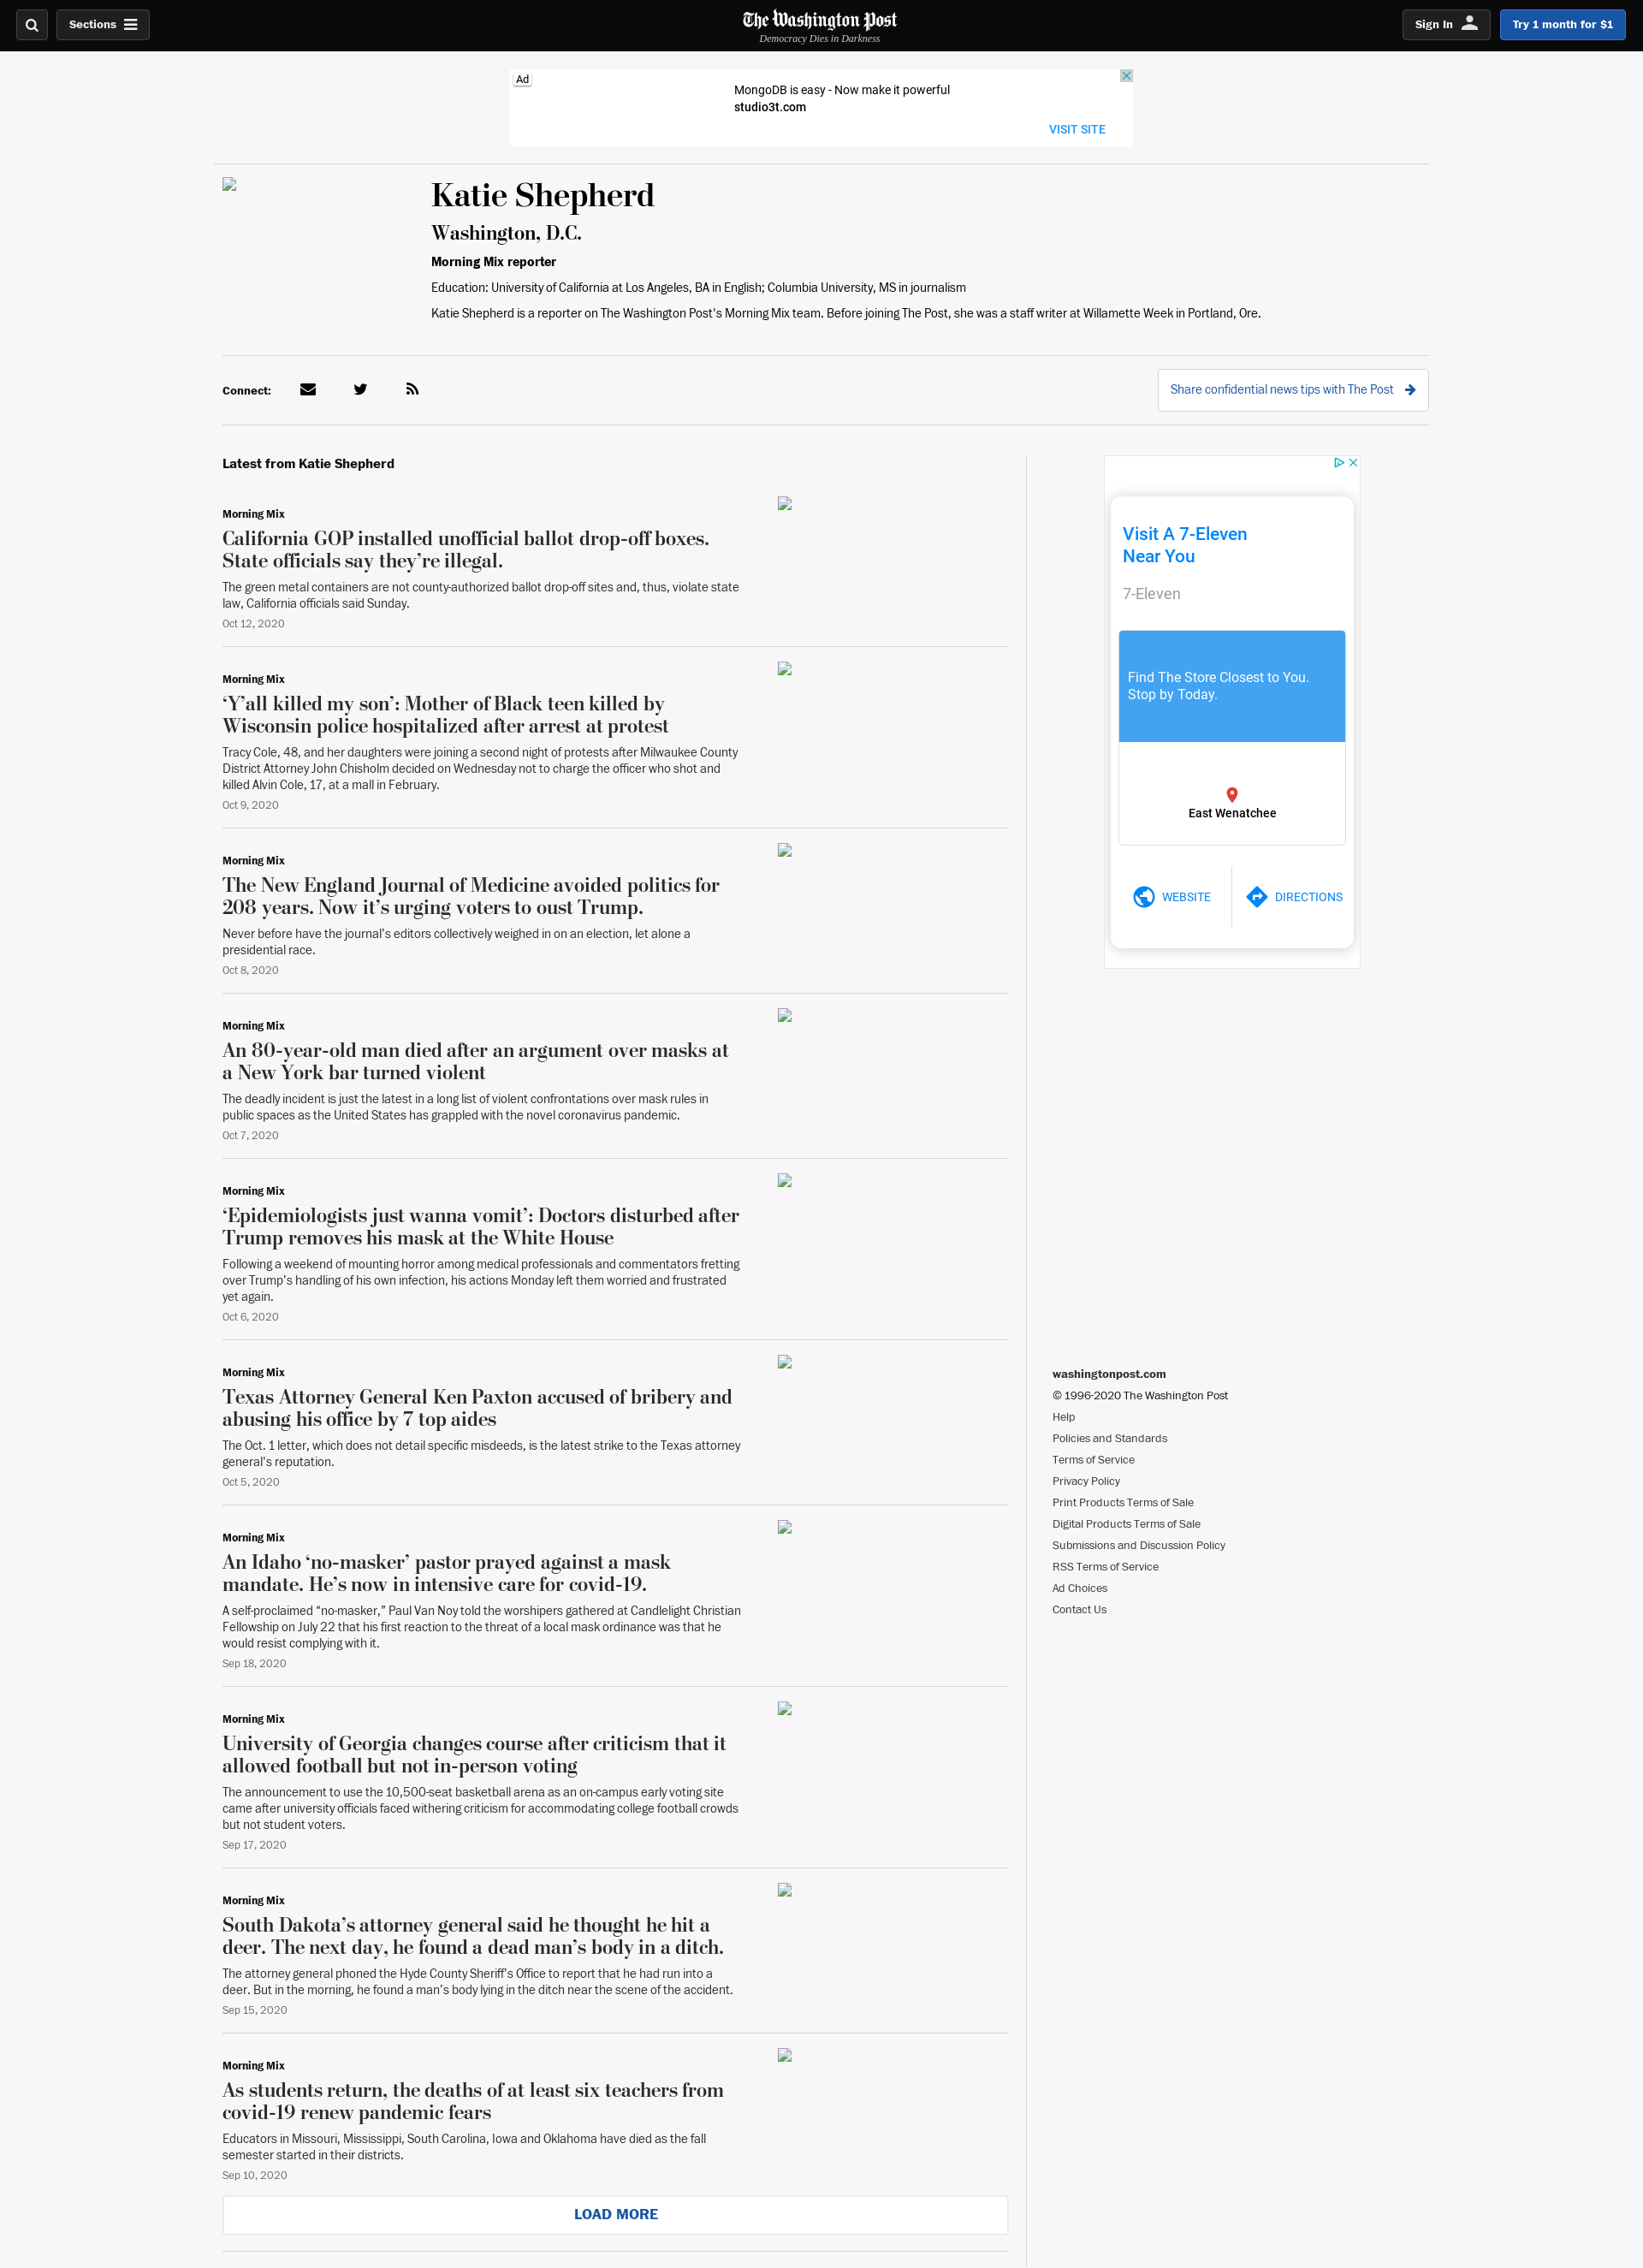 Sections
The Washington Post
Democracy Dies in Darkness
Sign In
Try 1 month for $1
Ad
MongoDB is easy - Now make it powerful
studio3t.com
VISIT SITE
Katie Shepherd
Washington, D.C.
Morning Mix reporter
Education: University of California at Los Angeles, BA in English; Columbia University, MS in journalism
Katie Shepherd is a reporter on The Washington Post's Morning Mix team. Before joining The Post, she was a staff writer at Willamette Week in Portland, Ore.
Connect:
Share confidential news tips with The Post
Latest from Katie Shepherd
Morning Mix
California GOP installed unofficial ballot drop-off boxes.
State officials say they’re illegal.
The green metal containers are not county-authorized ballot drop-off sites and, thus, violate state
law, California officials said Sunday.
Oct 12, 2020
Morning Mix
‘Y’all killed my son’: Mother of Black teen killed by
Wisconsin police hospitalized after arrest at protest
Tracy Cole, 48, and her daughters were joining a second night of protests after Milwaukee County
District Attorney John Chisholm decided on Wednesday not to charge the officer who shot and
killed Alvin Cole, 17, at a mall in February.
Oct 9, 2020
Morning Mix
The New England Journal of Medicine avoided politics for
208 years. Now it’s urging voters to oust Trump.
Never before have the journal’s editors collectively weighed in on an election, let alone a
presidential race.
Oct 8, 2020
Morning Mix
An 80-year-old man died after an argument over masks at
a New York bar turned violent
The deadly incident is just the latest in a long list of violent confrontations over mask rules in
public spaces as the United States has grappled with the novel coronavirus pandemic.
Oct 7, 2020
Morning Mix
‘Epidemiologists just wanna vomit’: Doctors disturbed after
Trump removes his mask at the White House
Following a weekend of mounting horror among medical professionals and commentators fretting
over Trump’s handling of his own infection, his actions Monday left them worried and frustrated
yet again.
Oct 6, 2020
Morning Mix
Texas Attorney General Ken Paxton accused of bribery and
abusing his office by 7 top aides
The Oct. 1 letter, which does not detail specific misdeeds, is the latest strike to the Texas attorney
general's reputation.
Oct 5, 2020
Morning Mix
An Idaho ‘no-masker’ pastor prayed against a mask
mandate. He’s now in intensive care for covid-19.
A self-proclaimed “no-masker,” Paul Van Noy told the worshipers gathered at Candlelight Christian
Fellowship on July 22 that his first reaction to the threat of a local mask ordinance was that he
would resist complying with it.
Sep 18, 2020
Morning Mix
University of Georgia changes course after criticism that it
allowed football but not in-person voting
The announcement to use the 10,500-seat basketball arena as an on-campus early voting site
came after university officials faced withering criticism for accommodating college football crowds
but not student voters.
Sep 17, 2020
Morning Mix
South Dakota’s attorney general said he thought he hit a
deer. The next day, he found a dead man’s body in a ditch.
The attorney general phoned the Hyde County Sheriff’s Office to report that he had run into a
deer. But in the morning, he found a man’s body lying in the ditch near the scene of the accident.
Sep 15, 2020
Morning Mix
As students return, the deaths of at least six teachers from
covid-19 renew pandemic fears
Educators in Missouri, Mississippi, South Carolina, Iowa and Oklahoma have died as the fall
semester started in their districts.
Sep 10, 2020
LOAD MORE
Visit A 7-Eleven
Near You
7-Eleven
Find The Store Closest to You.
Stop by Today.
East Wenatchee
WEBSITE
DIRECTIONS
washingtonpost.com
© 1996-2020 The Washington Post
Help
Policies and Standards
Terms of Service
Privacy Policy
Print Products Terms of Sale
Digital Products Terms of Sale
Submissions and Discussion Policy
RSS Terms of Service
Ad Choices
Contact Us